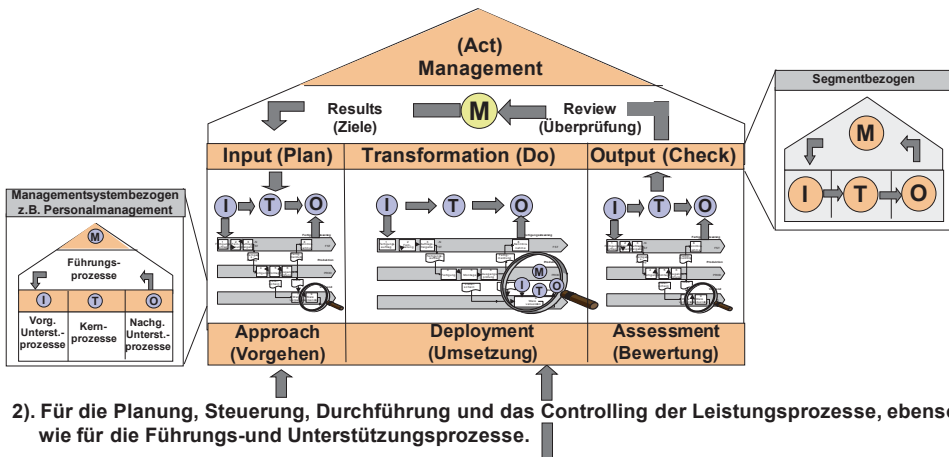 (Act)
Management
Results
(Ziele)
M
Review
(Überprüfung)
Input (Plan)
Transformation (Do)
Output (Check)
I T O
I T O
I T O
M
I T O
Approach
(Vorgehen)
Deployment
(Umsetzung)
Assessment
(Bewertung)
Managementsystembezogen
z.B. Personalmanagement
M
Führungs-
prozesse
I T O
Vorg.
Unterst.-
prozesse
Kern-
prozesse
Nachg.
Unterst.-
prozesse
Segmentbezogen
M
I T O
2). Für die Planung, Steuerung, Durchführung und das Controlling der Leistungsprozesse, ebenso
wie für die Führungs-und Unterstützungsprozesse.